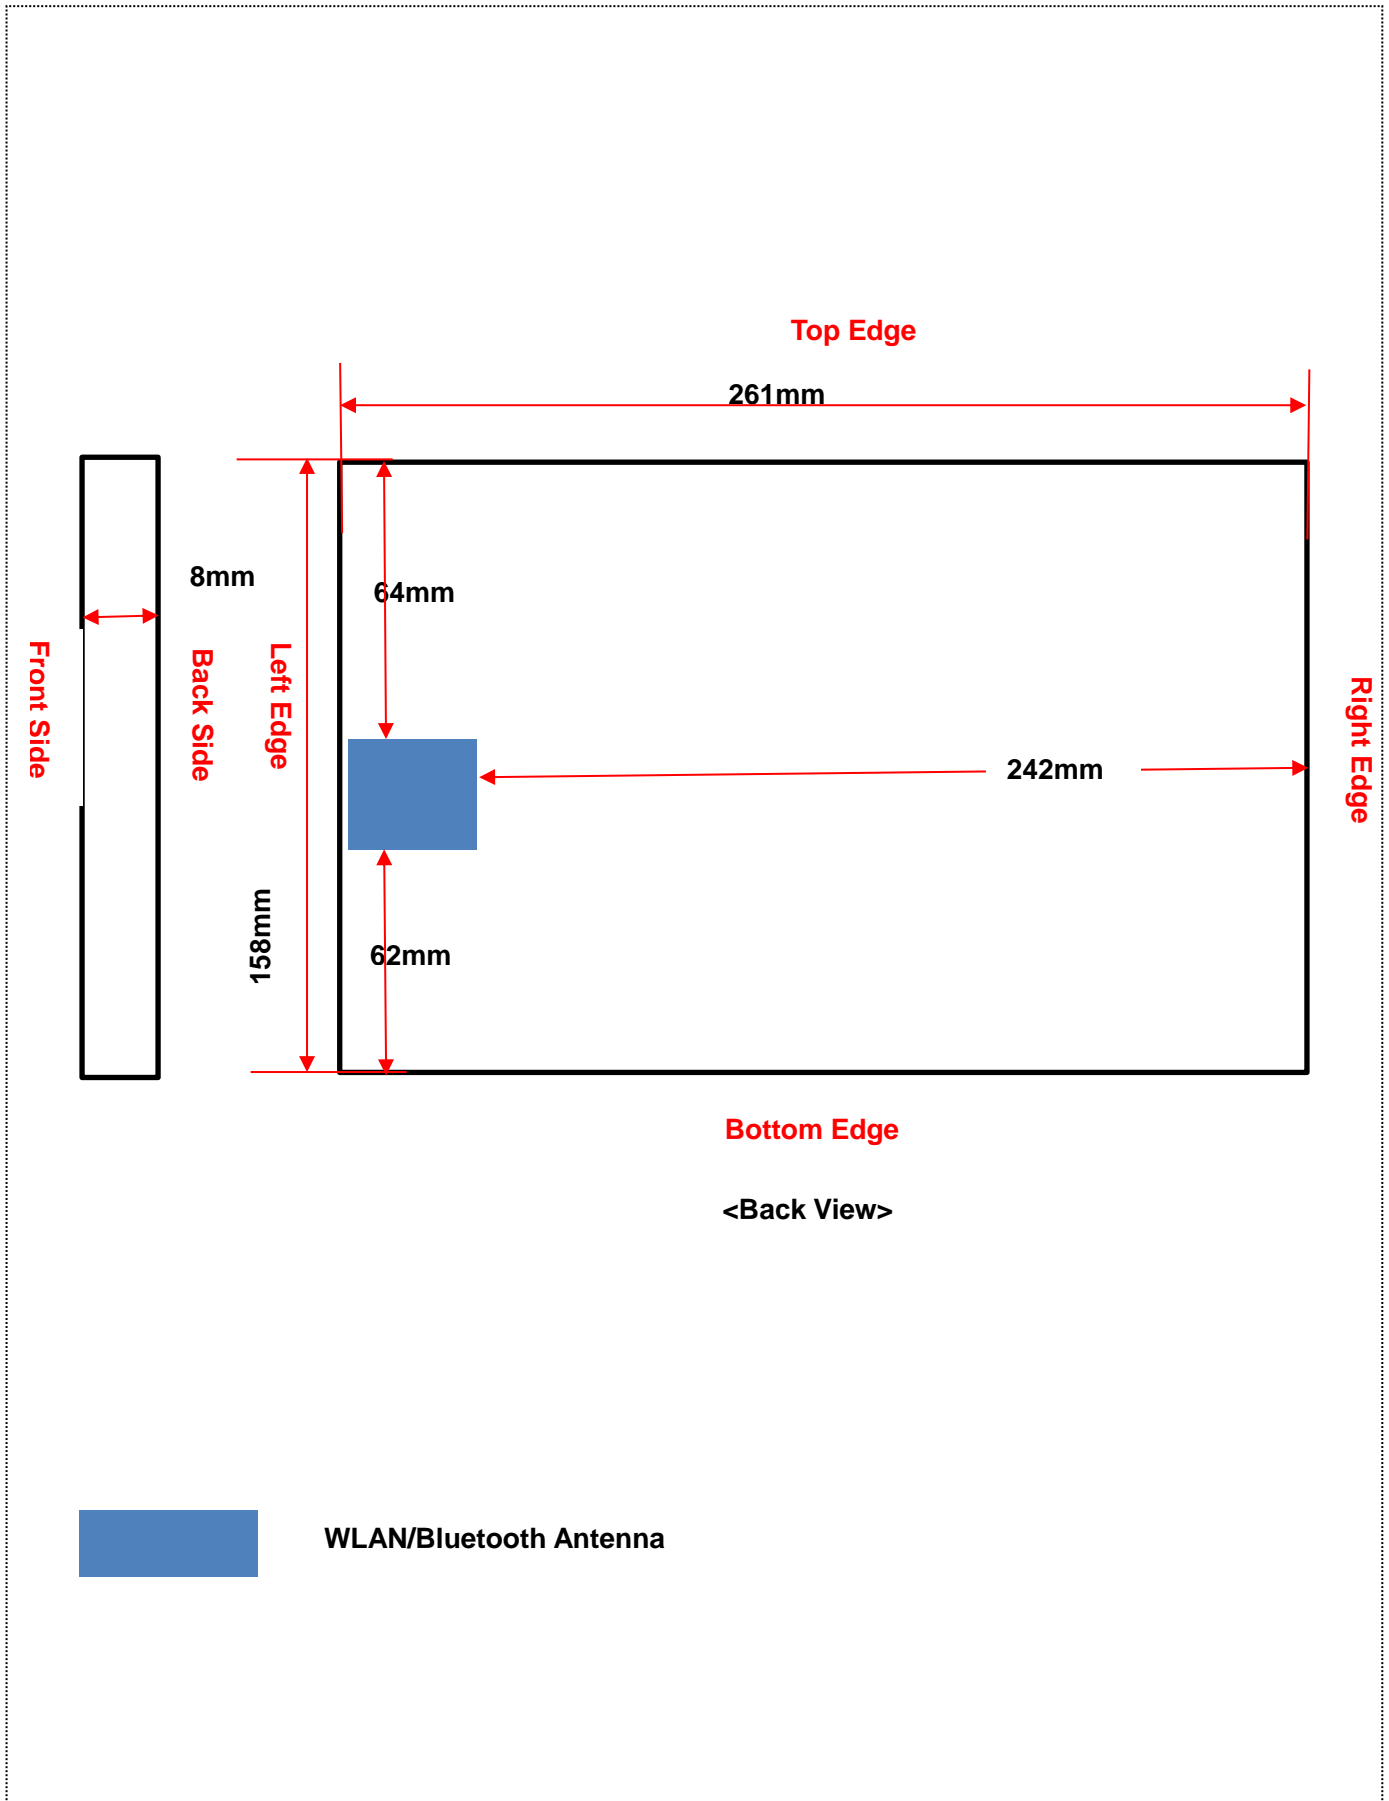 Top Edge
261mm
8mm
64mm
Front Side
Back Side
Left Edge
Right Edge
242mm
158mm
62mm
Bottom Edge
<Back View>
WLAN/Bluetooth Antenna